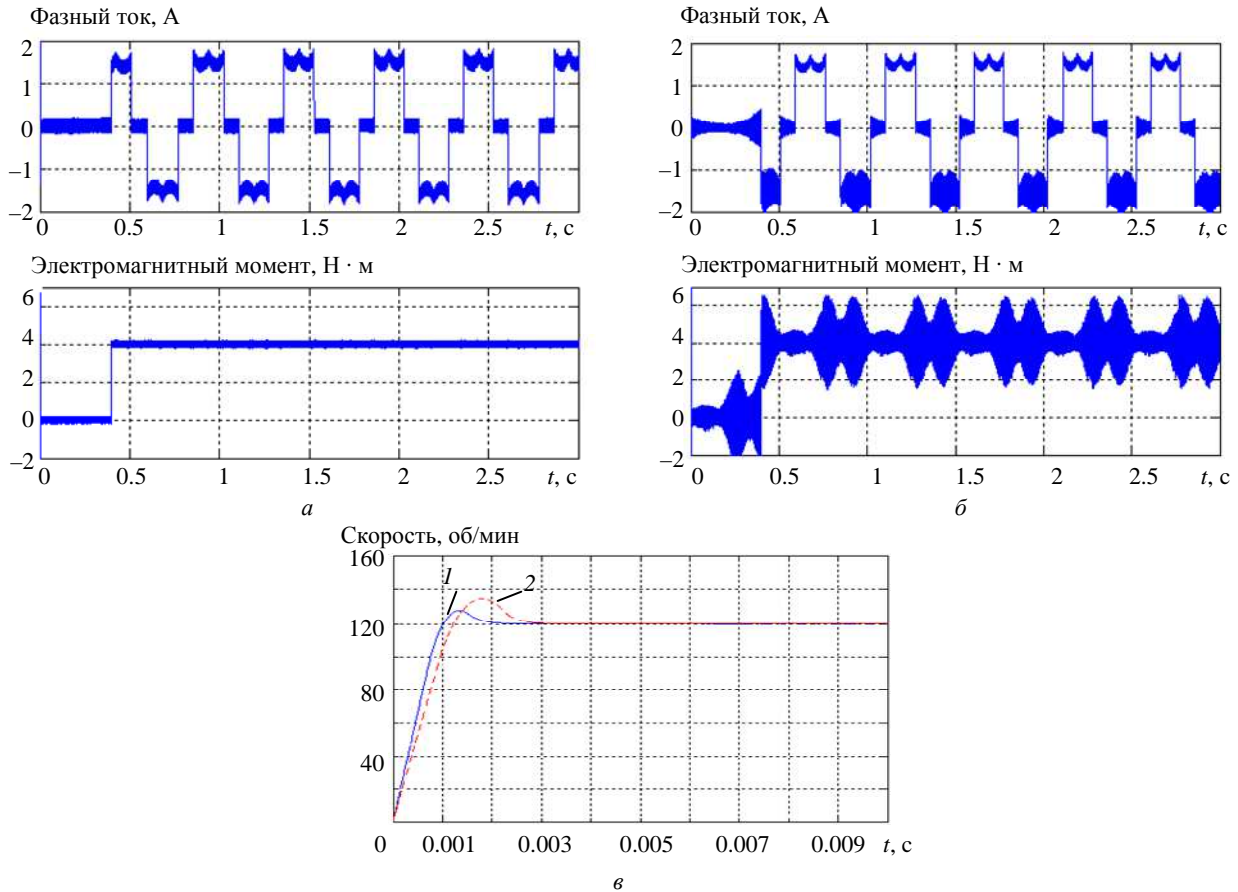 Фазный ток, А
2
1
0
–1
–2
0 0.5 1 1.5 2 2.5 t, с
Электромагнитный момент, Н · м
6
4
2
0
–2
0 0.5 1 1.5 2 2.5 t, с
а
Фазный ток, А
2
1
0
–1
–2
0 0.5 1 1.5 2 2.5 t, с
Электромагнитный момент, Н · м
6
4
2
0
–2
0 0.5 1 1.5 2 2.5 t, с
б
Скорость, об/мин
160
1 2
120
80
40
0 0.001 0.003 0.005 0.007 0.009 t, с
в